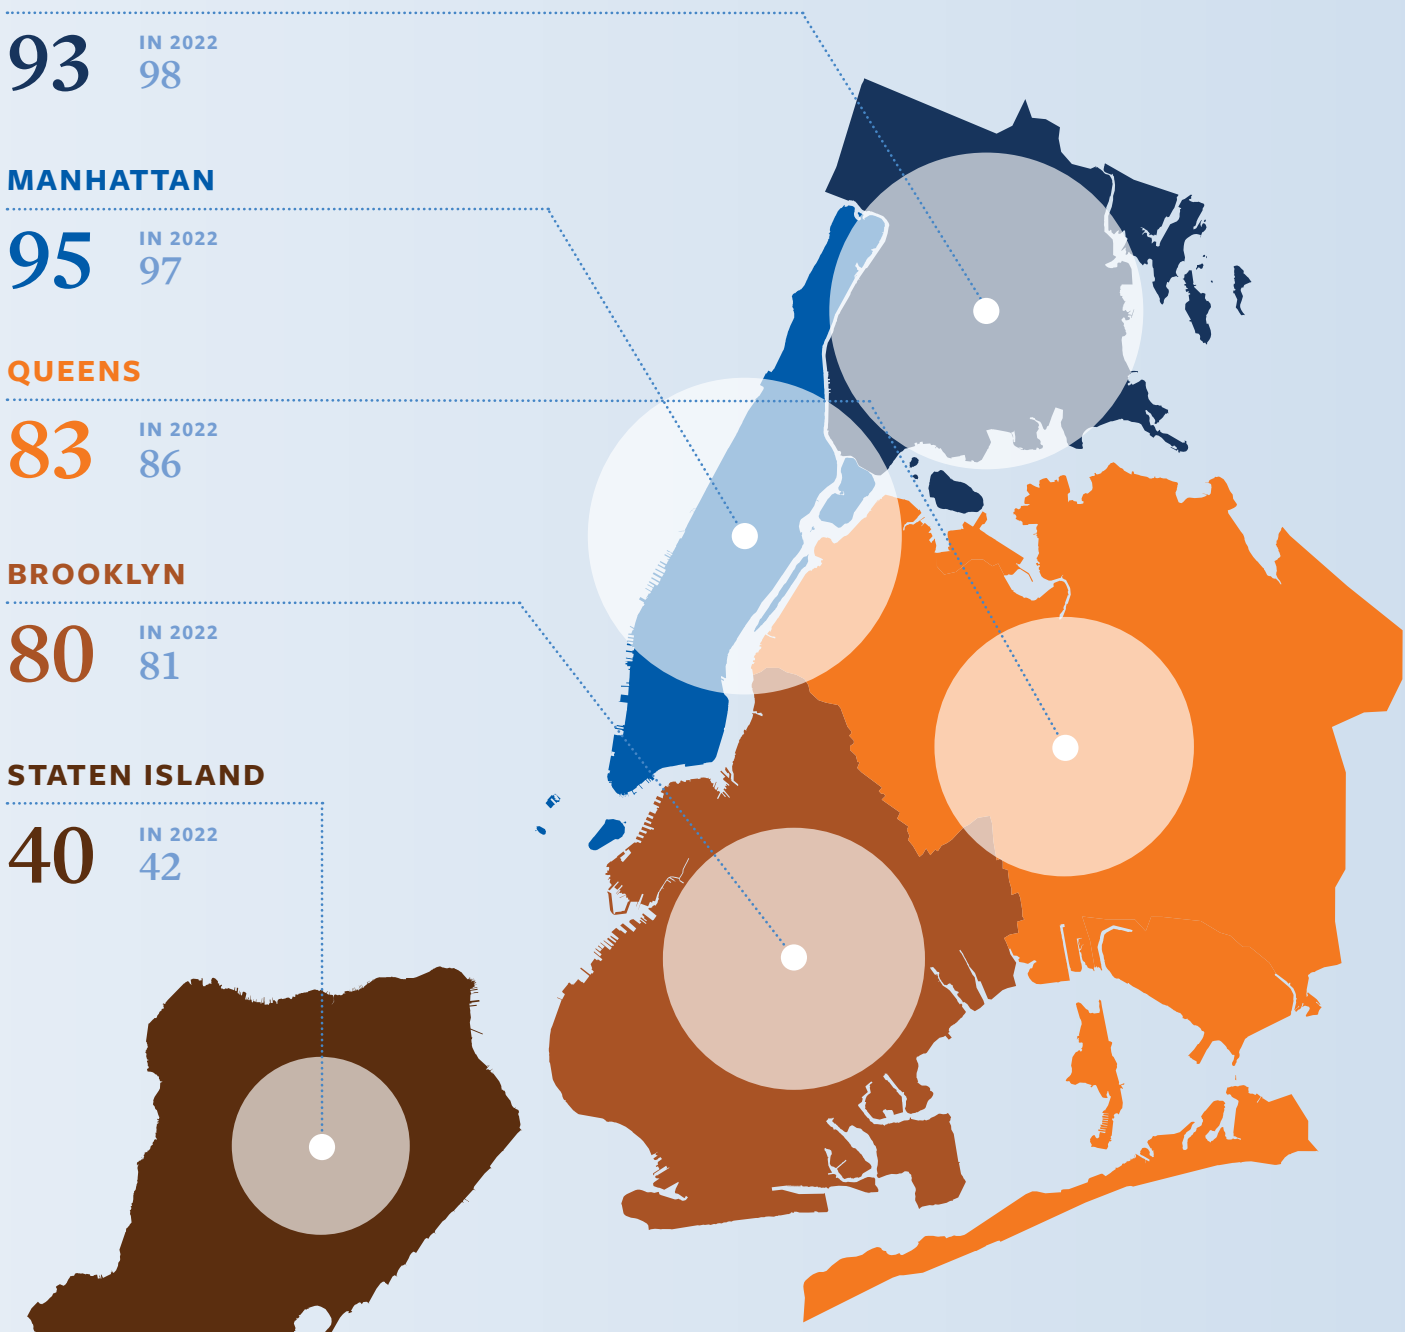 93 IN 2022
98
MANHATTAN
95 IN 2022
97
QUEENS
83 IN 2022
86
BROOKLYN
80 IN 2022
81
STATEN ISLAND
40 IN 2022
42